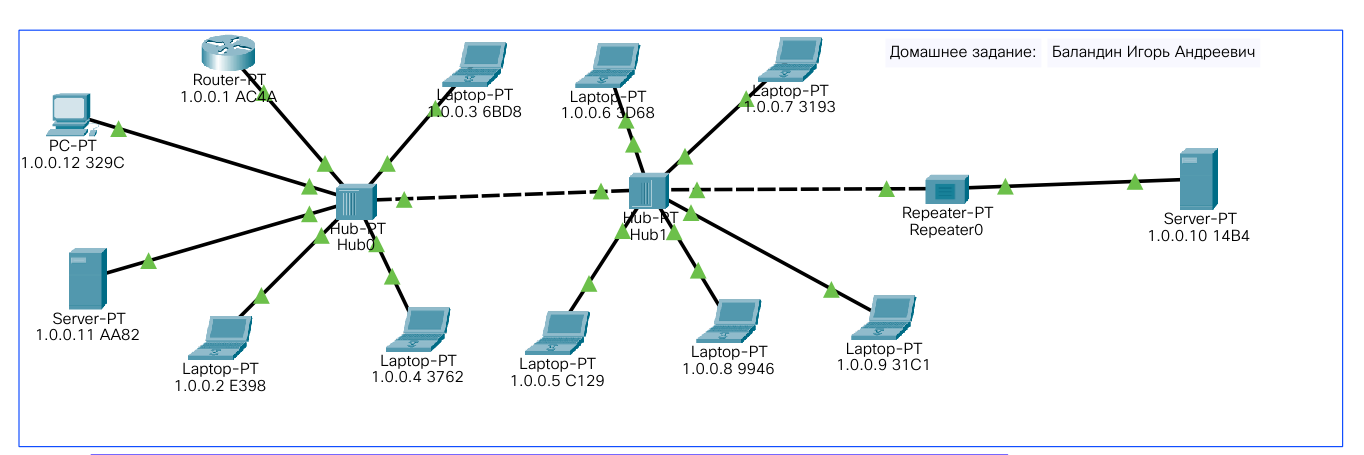 Домашнее задание: Баландин Игорь Андреевич
Router-PT
1.0.0.1 AC4A
Laptop-PT
1.0.0.3 6BD8
Laptop-PT
1.0.0.6 3D68
Laptop-PT
1.0.0.7 3193
PC-PT
1.0.0.12 329C
Hub-PT
Hub0
Hub-PT
Hub1
Repeater-PT
Repeater0
Server-PT
1.0.0.10 14B4
Server-PT
1.0.0.11 AA82
Laptop-PT
1.0.0.2 E398
Laptop-PT
1.0.0.4 3762
Laptop-PT
1.0.0.5 C129
Laptop-PT
1.0.0.8 9946
Laptop-PT
1.0.0.9 31C1